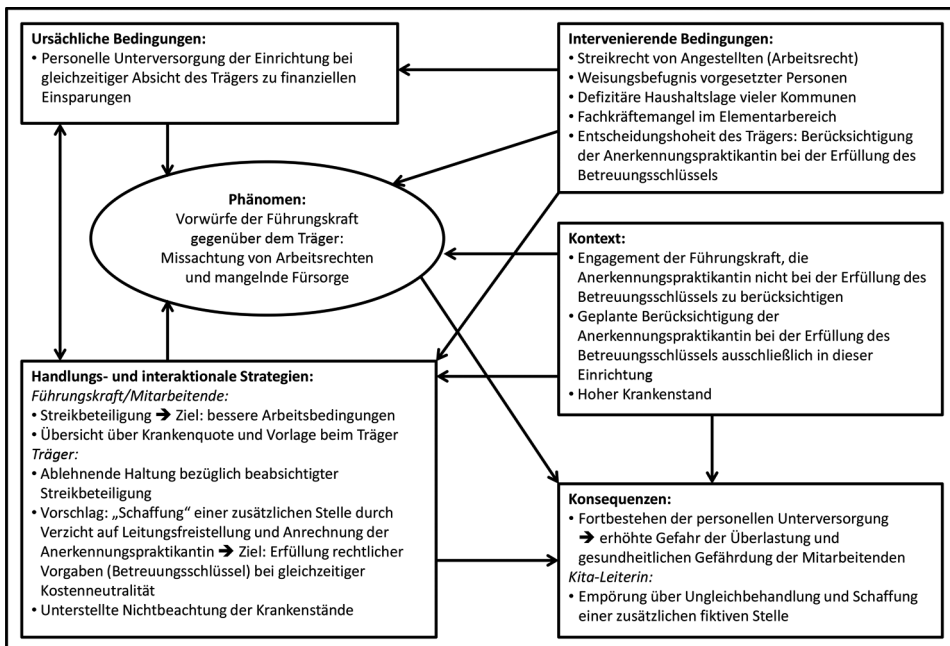 Ursächliche Bedingungen:
• Personelle Unterversorgung der Einrichtung bei
gleichzeitiger Absicht des Trägers zu finanziellen
Einsparungen
Intervenierende Bedingungen:
• Streikrecht von Angestellten (Arbeitsrecht)
• Weisungsbefugnis vorgesetzter Personen
• Defizitäre Haushaltslage vieler Kommunen
• Fachkräftemangel im Elementarbereich
• Entscheidungshoheit des Trägers: Berücksichtigung
der Anerkennungspraktikantin bei der Erfüllung des
Betreuungsschlüssels
Phänomen:
Vorwürfe der Führungskraft
gegenüber dem Träger:
Missachtung von Arbeitsrechten
und mangelnde Fürsorge
Kontext:
• Engagement der Führungskraft, die
Anerkennungspraktikantin nicht bei der Erfüllung des
Betreuungsschlüssels zu berücksichtigen
• Geplante Berücksichtigung der
Anerkennungspraktikantin bei der Erfüllung des
Betreuungsschlüssels ausschließlich in dieser
Einrichtung
• Hoher Krankenstand
Handlungs- und interaktionale Strategien:
Führungskraft/Mitarbeitende:
• Streikbeteiligung ➔ Ziel: bessere Arbeitsbedingungen
• Übersicht über Krankenquote und Vorlage beim Träger
Träger:
• Ablehnende Haltung bezüglich beabsichtigter
Streikbeteiligung
• Vorschlag: „Schaffung“ einer zusätzlichen Stelle durch
Verzicht auf Leitungsfreistellung und Anrechnung der
Anerkennungspraktikantin ➔ Ziel: Erfüllung rechtlicher
Vorgaben (Betreuungsschlüssel) bei gleichzeitiger
Kostenneutralität
• Unterstellte Nichtbeachtung der Krankenstände
Konsequenzen:
• Fortbestehen der personellen Unterversorgung
➔ erhöhte Gefahr der Überlastung und
gesundheitlichen Gefährdung der Mitarbeitenden
Kita-Leiterin:
• Empörung über Ungleichbehandlung und Schaffung
einer zusätzlichen fiktiven Stelle